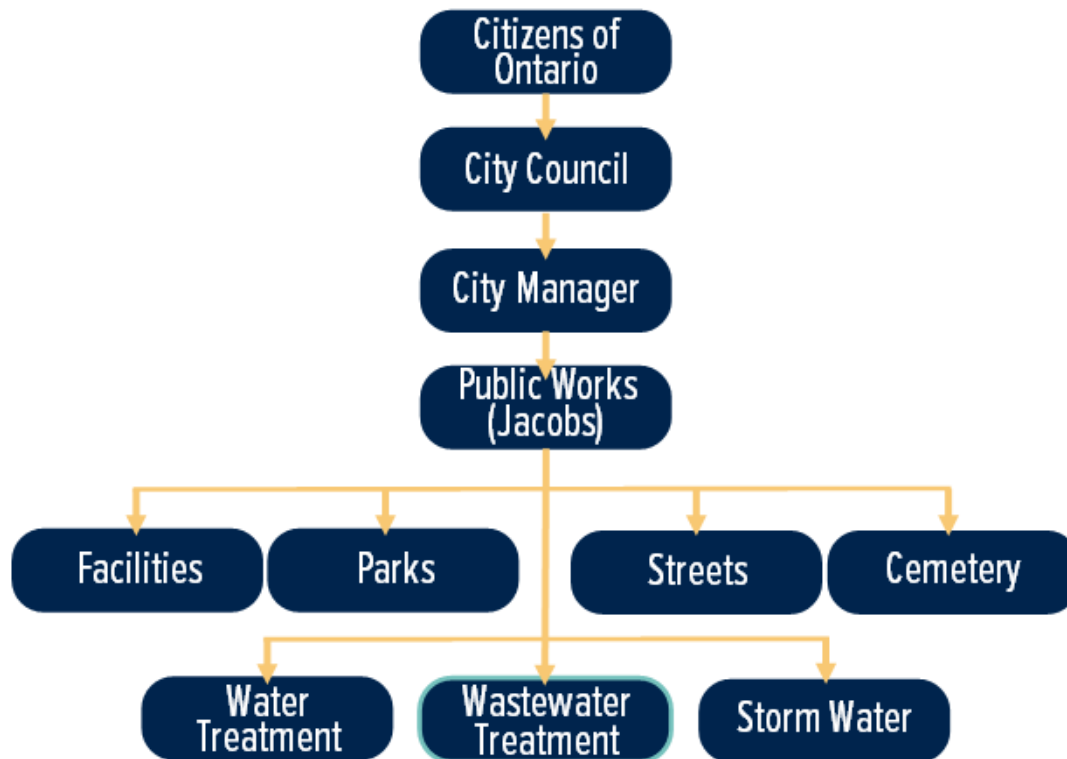 Citizens of
Ontario
City Council
City Manager
Public Works
(Jacobs)
Facilities
Parks
Streets
Cemetery
Water
Treatment
Wastewater
Treatment
Storm Water